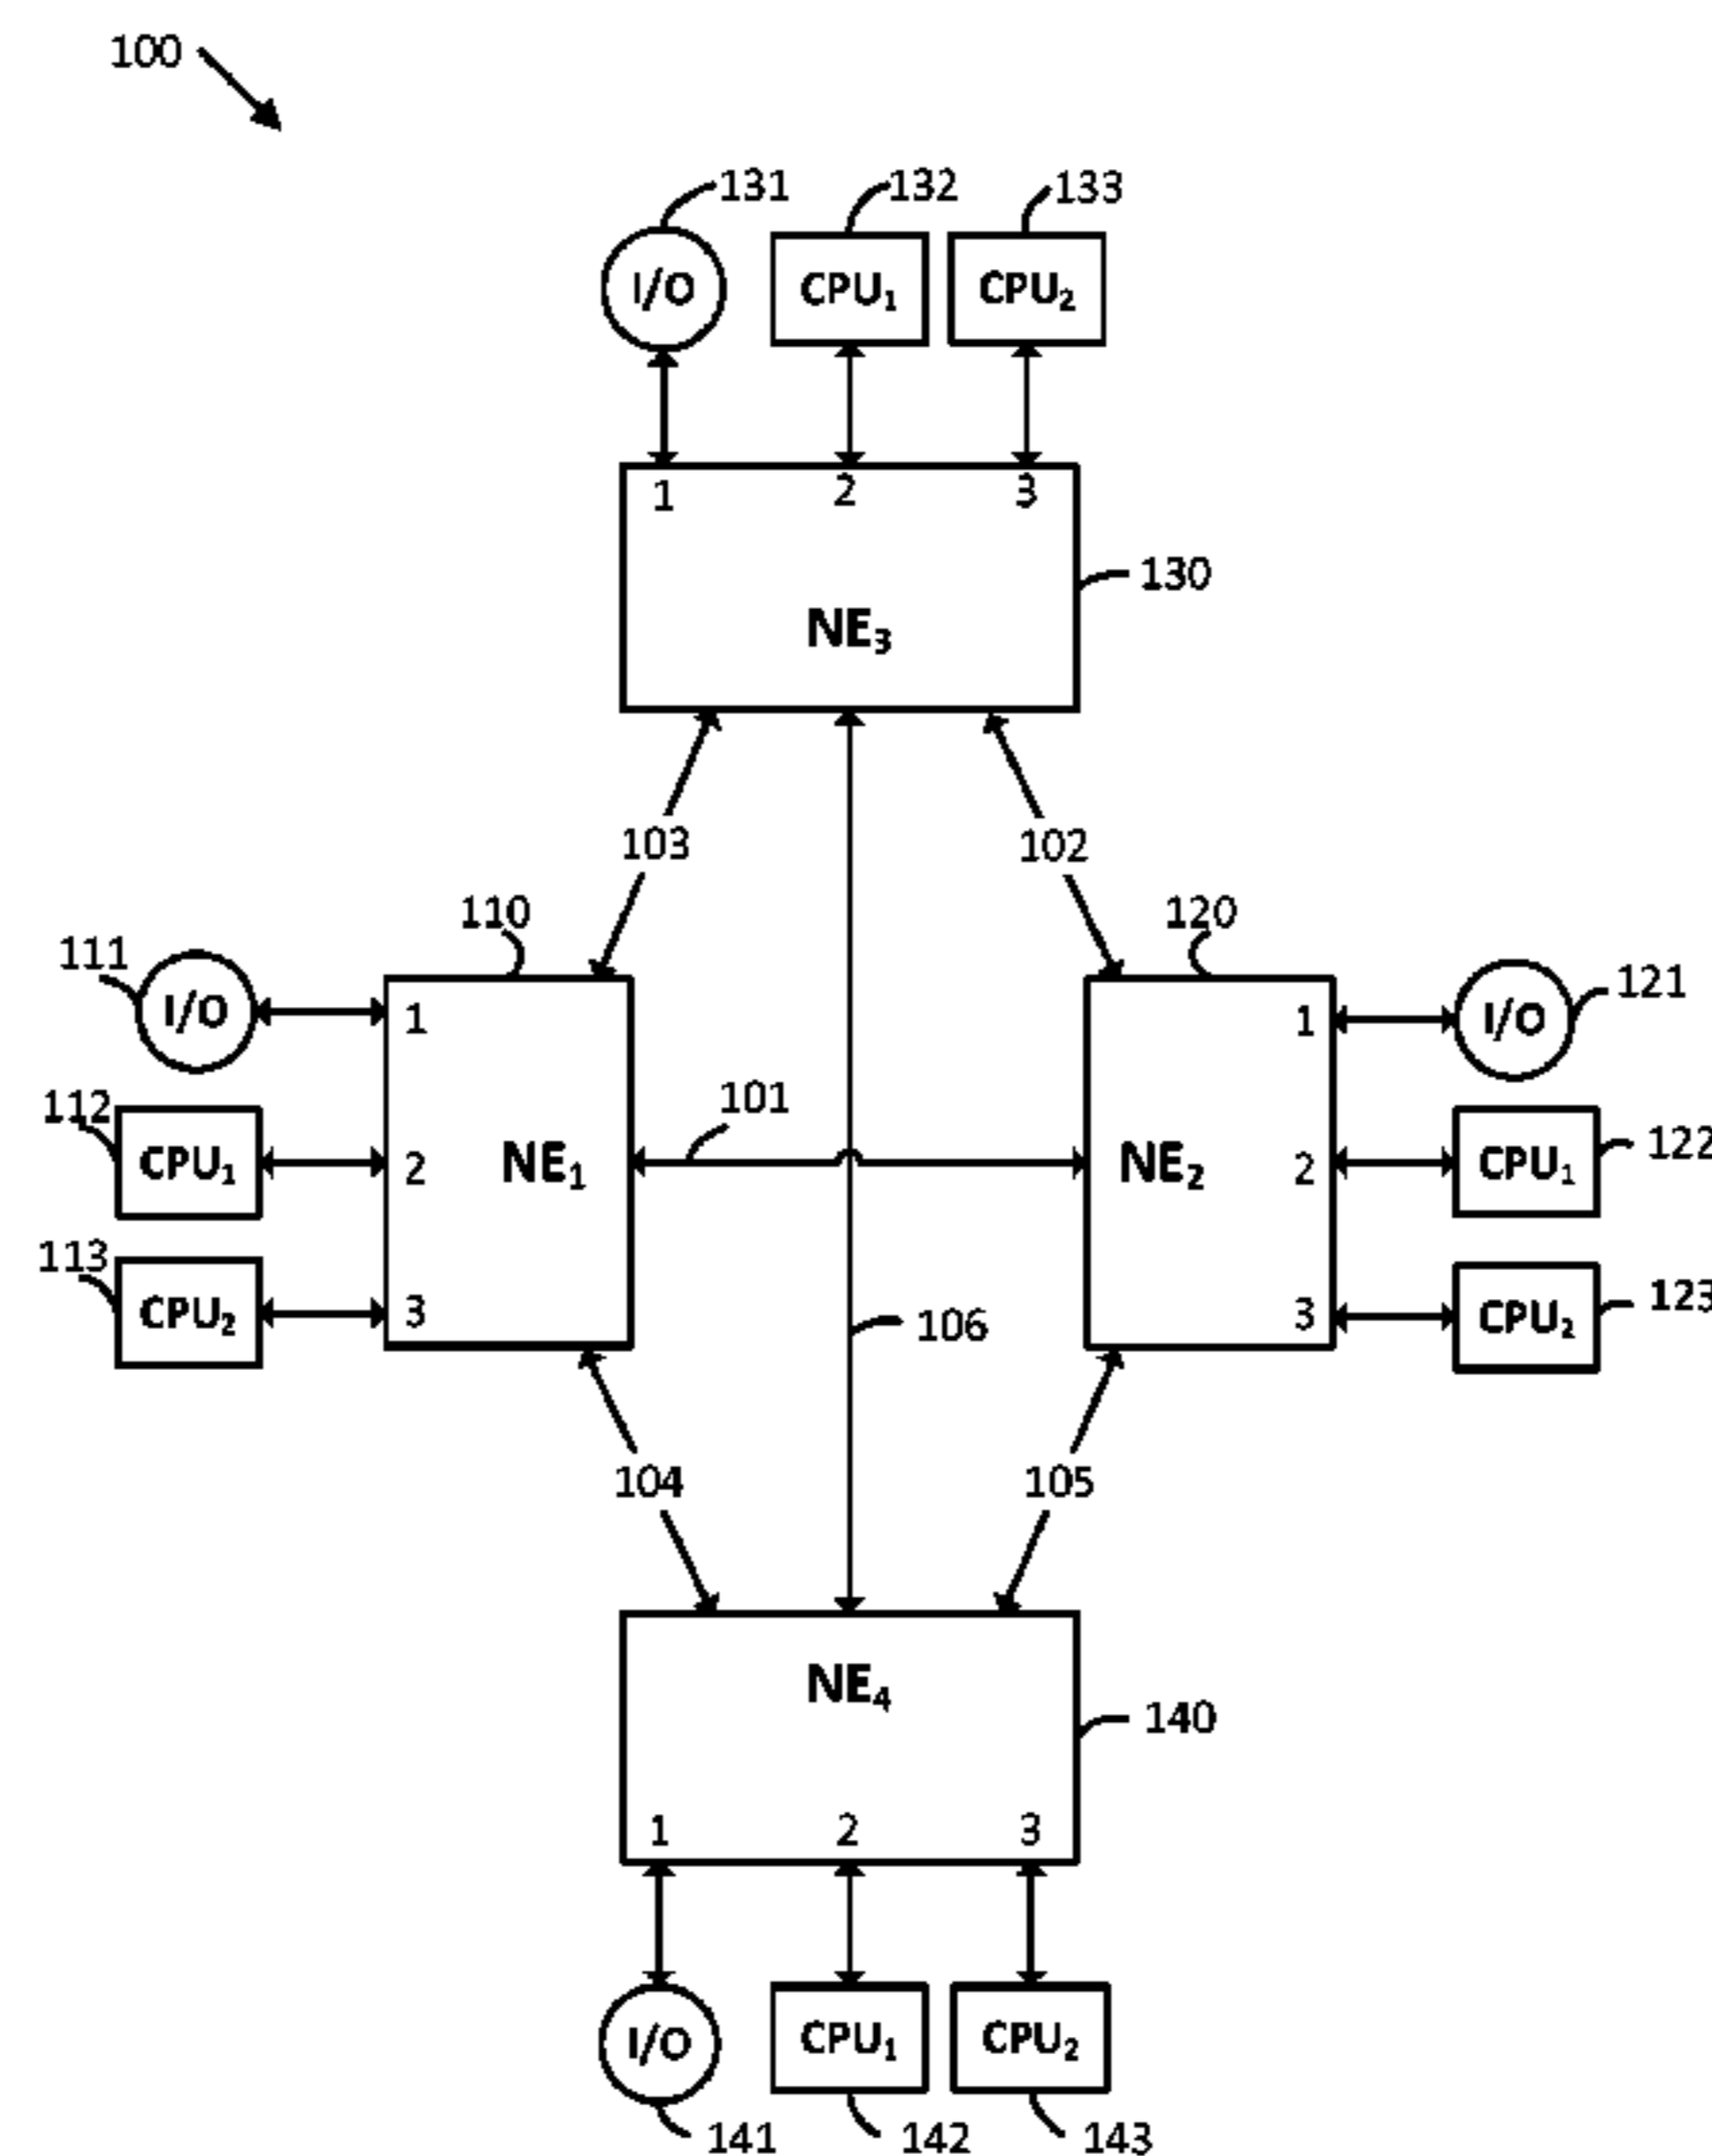 100
131 132 133
I/O CPU₁ CPU₂
1 2 3
130
NE₃
103 102
110 120
111 121
I/O 1 1 I/O
112 101 122
CPU₁ 2 NE₁ NE₂ 2 CPU₁
113 123
CPU₂ 3 106 3 CPU₂
104 105
NE₄
140
1 2 3
I/O CPU₁ CPU₂
141 142 143